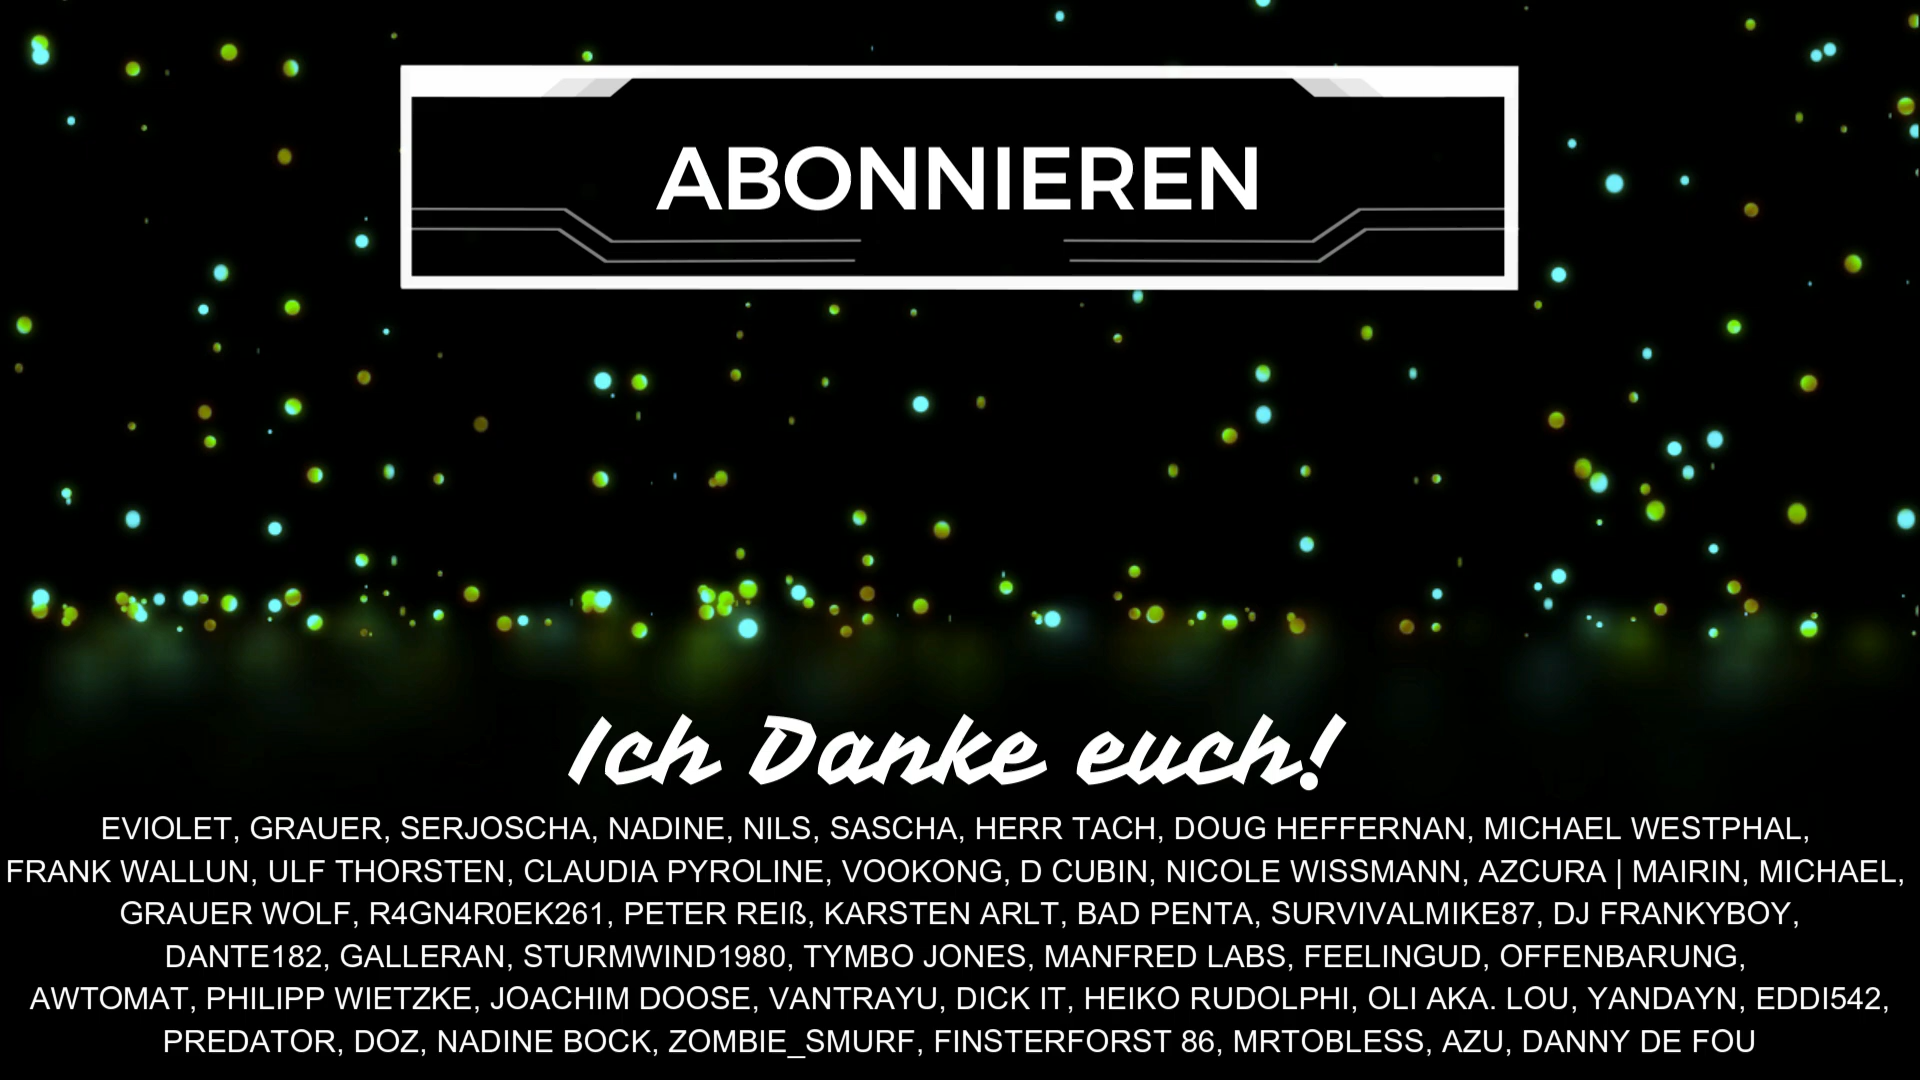 ABONNIEREN
Ich Danke euch!
EVIOLET, GRAUER, SERJOSCHA, NADINE, NILS, SASCHA, HERR TACH, DOUG HEFFERNAN, MICHAEL WESTPHAL,
FRANK WALLUN, ULF THORSTEN, CLAUDIA PYROLINE, VOOKONG, D CUBIN, NICOLE WISSMANN, AZCURA | MAIRIN, MICHAEL,
GRAUER WOLF, R4GN4R0EK261, PETER REIß, KARSTEN ARLT, BAD PENTA, SURVIVALMIKE87, DJ FRANKYBOY,
DANTE182, GALLERAN, STURMWIND1980, TYMBO JONES, MANFRED LABS, FEELINGUD, OFFENBARUNG,
AWTOMAT, PHILIPP WIETZKE, JOACHIM DOOSE, VANTRAYU, DICK IT, HEIKO RUDOLPHI, OLI AKA. LOU, YANDAYN, EDDI542,
PREDATOR, DOZ, NADINE BOCK, ZOMBIE_SMURF, FINSTERFORST 86, MRTOBLESS, AZU, DANNY DE FOU